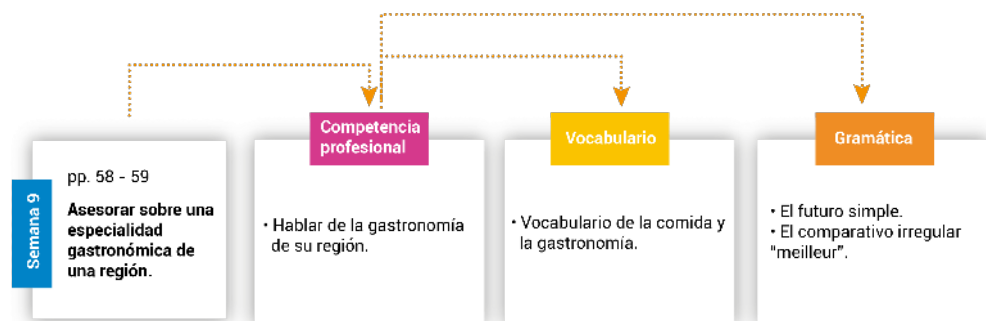 Semana 9
pp. 58 - 59
Asesorar sobre una
especialidad
gastronómica de
una región.
Competencia
profesional
• Hablar de la gastronomía
de su región.
Vocabulario
• Vocabulario de la comida y
la gastronomía.
Gramática
• El futuro simple.
• El comparativo irregular
"meilleur".